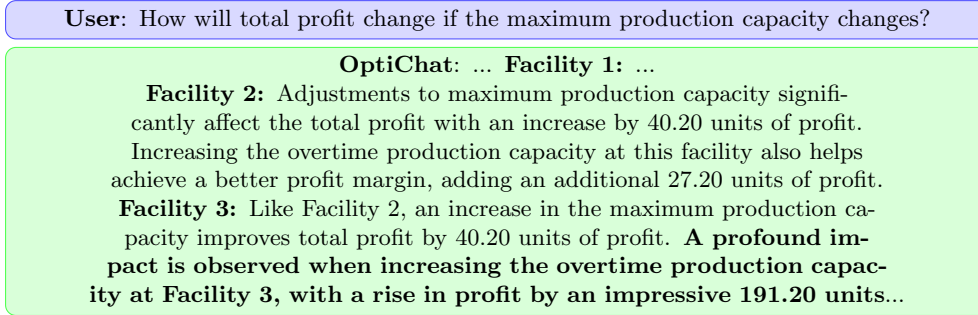 User: How will total profit change if the maximum production capacity changes?
OptiChat: ... Facility 1: ...
Facility 2: Adjustments to maximum production capacity signifi-
cantly affect the total profit with an increase by 40.20 units of profit.
Increasing the overtime production capacity at this facility also helps
achieve a better profit margin, adding an additional 27.20 units of profit.
Facility 3: Like Facility 2, an increase in the maximum production ca-
pacity improves total profit by 40.20 units of profit. A profound im-
pact is observed when increasing the overtime production capac-
ity at Facility 3, with a rise in profit by an impressive 191.20 units...